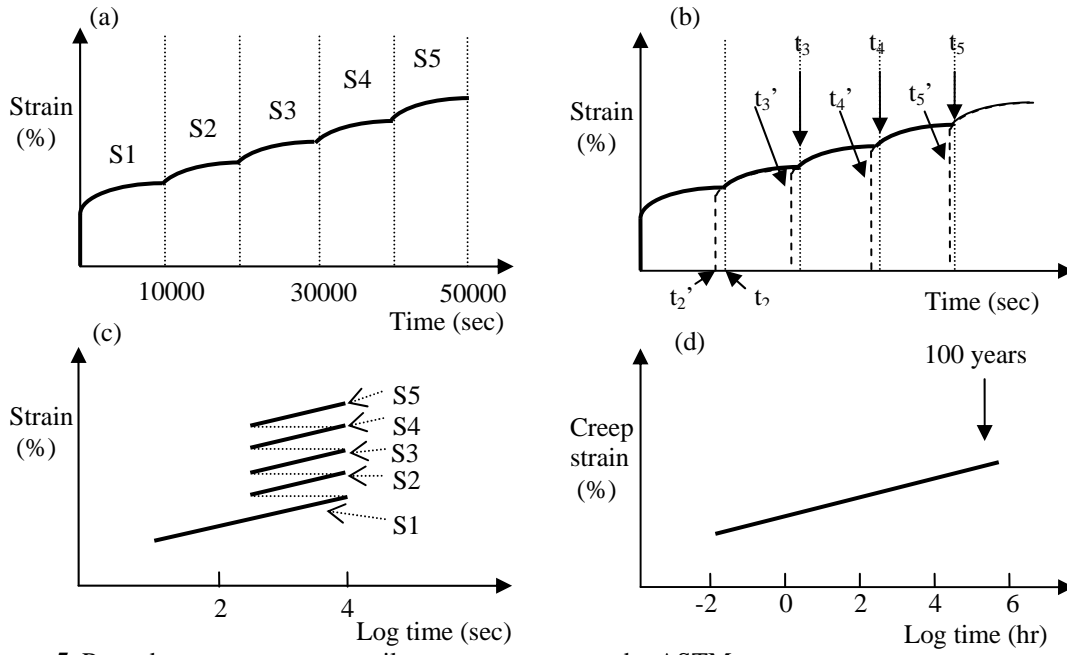 (a)
Strain
(%)
S1
S2
S3
S4
S5
10000
30000
50000
Time (sec)
(b)
Strain
(%)
t3
t4
t5
t3’
t4’
t5’
t2’
Time (sec)
(c)
Strain
(%)
S5
S4
S3
S2
S1
2
4
Log time (sec)
(d)
100 years
Creep
strain
(%)
-2
0
2
4
6
Log time (hr)